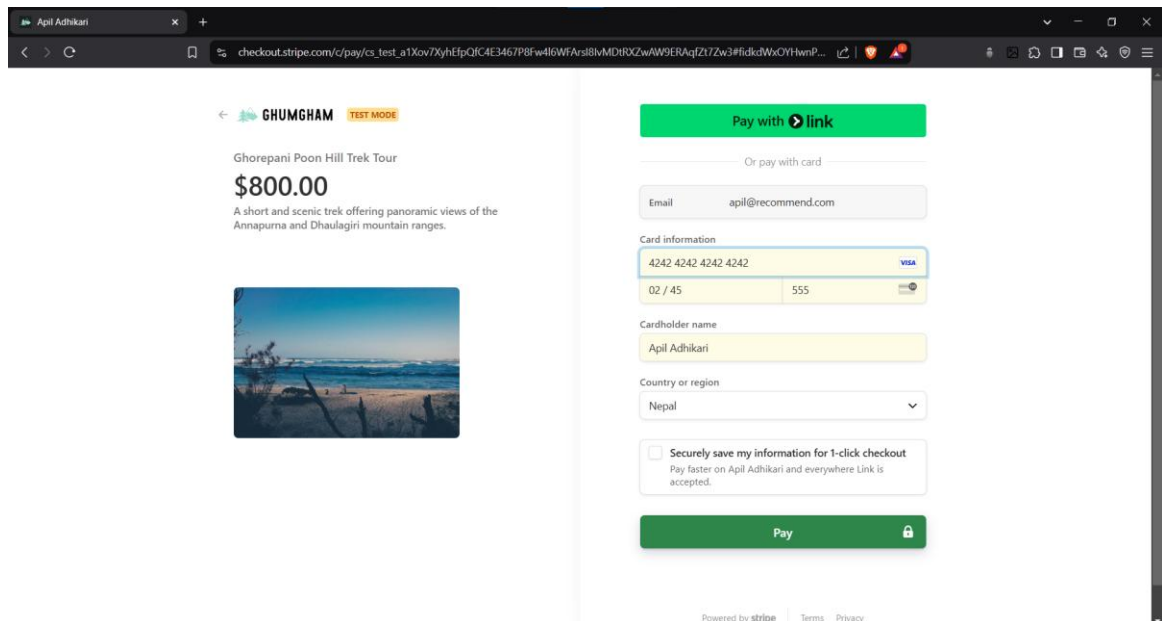 Apil Adhikari
checkout.stripe.com/c/pay/cs_test_a1Xov7XyhEfpQfC4E3467P8Fw4l6WFArsI8lvMDtRXZwAW9ERAqfZt7Zw3#fidkdWxOYHwnP...
GHUMGHAM TEST MODE
Ghorepani Poon Hill Trek Tour
$800.00
A short and scenic trek offering panoramic views of the
Annapurna and Dhaulagiri mountain ranges.
Pay with link
Or pay with card
Email apil@recommend.com
Card information
4242 4242 4242 4242 VISA
02 / 45 555
Cardholder name
Apil Adhikari
Country or region
Nepal
Securely save my information for 1-click checkout
Pay faster on Apil Adhikari and everywhere Link is
accepted.
Pay
Powered by stripe Terms Privacy